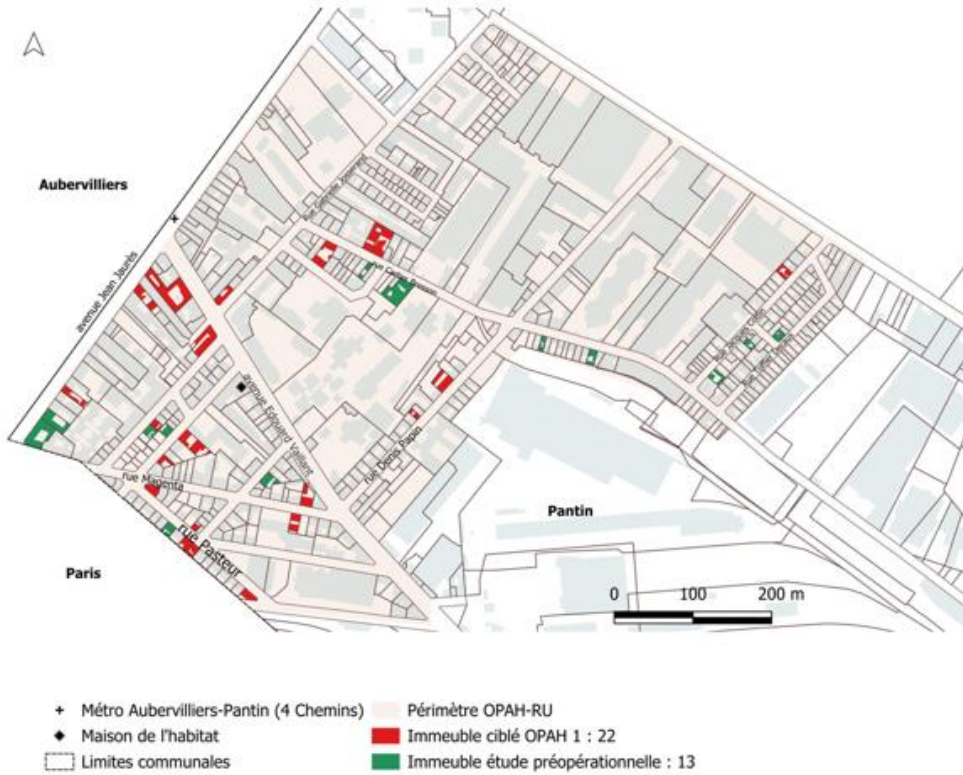 Aubervilliers
avenue Jean Jaurès
avenue Edouard Vaillant
rue Magenta
rue Pasteur
rue Denis Papin
Pantin
Paris
0 100 200 m
+ Métro Aubervilliers-Pantin (4 Chemins)
Périmètre OPAH-RU
Maison de l'habitat
Immeuble ciblé OPAH 1 : 22
Limites communales
Immeuble étude préopérationnelle : 13